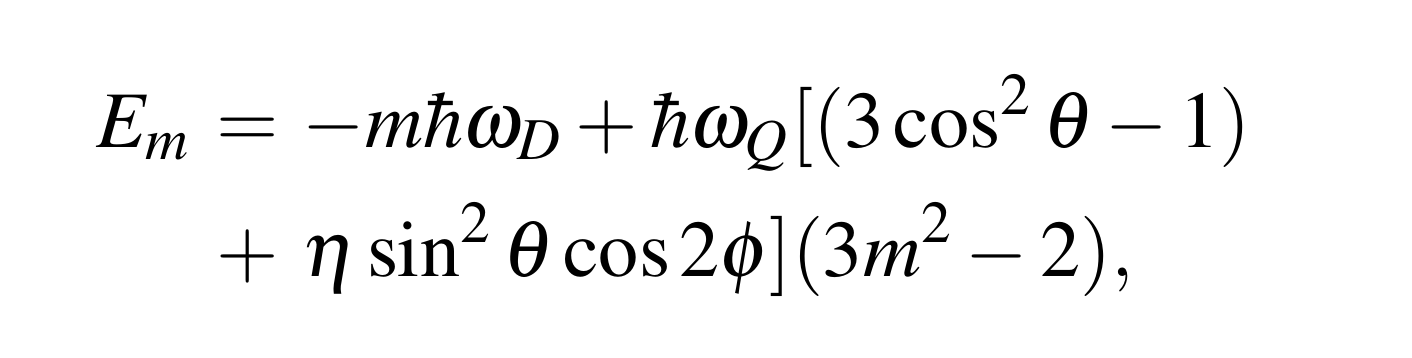 E_m = −mħω_D + ħω_Q[(3 cos² θ − 1)
+ η sin² θ cos 2ϕ](3m² − 2),